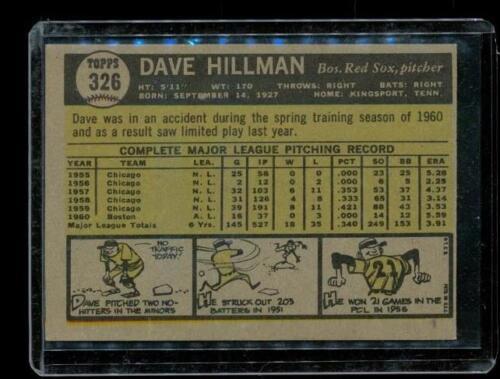 TOPPS
326
DAVE HILLMAN Bos. Red Sox, pitcher
HT: 5'11" WT: 170 THROWS: RIGHT BATS: RIGHT
BORN: SEPTEMBER 14, 1927 HOME: KINGSPORT, TENN.
Dave was in an accident during the spring training season of 1960
and as a result saw limited play last year.
COMPLETE MAJOR LEAGUE PITCHING RECORD
YEAR TEAM LEA. G IP W L PCT SO BB ERA
1955 Chicago N. L. 25 58 0 0 .000 23 25 5.28
1956 Chicago N. L. 2 12 0 2 .000 6 5
1957 Chicago N. L. 32 103 6 11 .353 53 37 4.37
1958 Chicago N. L. 31 126 4 8 .333 65 31 3.14
1959 Chicago N. L. 39 191 8 11 .421 88 43 3.53
1960 Boston A. L. 16 37 0 3 .000 14 12 5.59
Major League Totals 6 Yrs. 145 527 18 35 .340 249 153 3.91
NO
TRAFFIC
TODAY!
DAVE PITCHED TWO NO-
HITTERS IN THE MINORS
HE STRUCK OUT 203
BATTERS IN 1951
21
HE WON 21 GAMES IN THE
PCL IN 1956